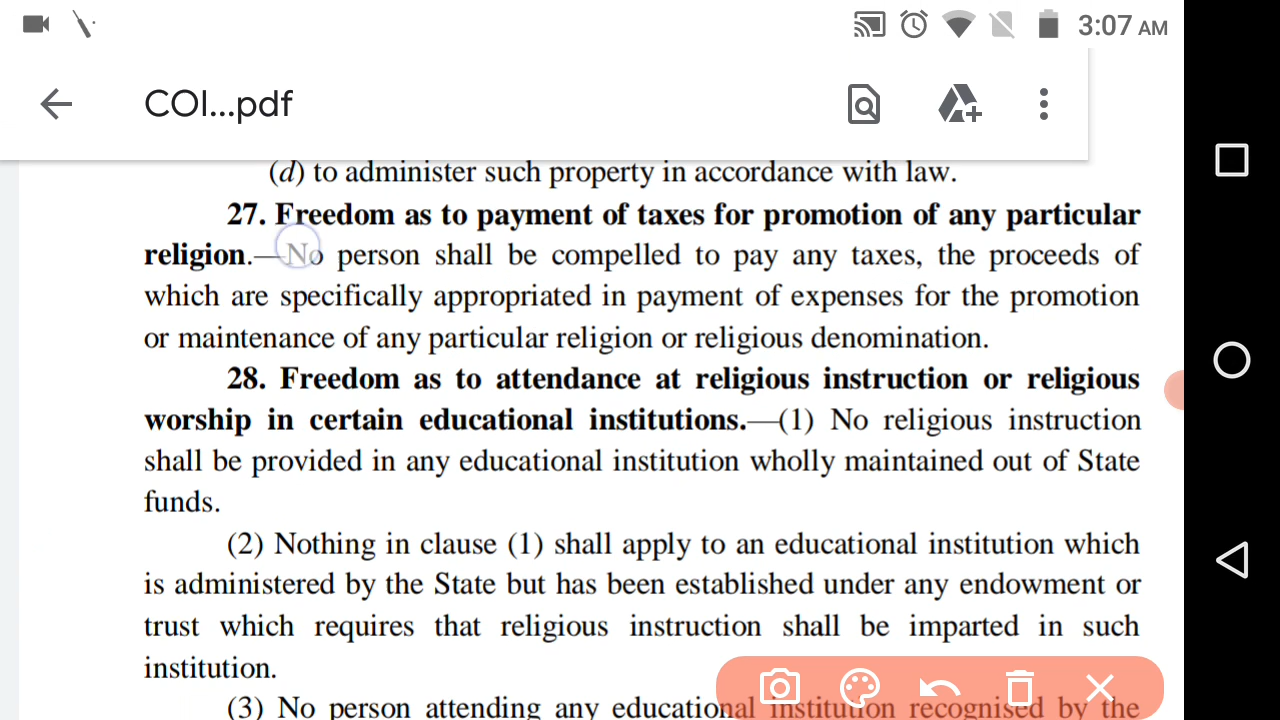 3:07 AM
COI...pdf
(d) to administer such property in accordance with law.
27. Freedom as to payment of taxes for promotion of any particular
religion.—No person shall be compelled to pay any taxes, the proceeds of
which are specifically appropriated in payment of expenses for the promotion
or maintenance of any particular religion or religious denomination.
28. Freedom as to attendance at religious instruction or religious
worship in certain educational institutions.—(1) No religious instruction
shall be provided in any educational institution wholly maintained out of State
funds.
(2) Nothing in clause (1) shall apply to an educational institution which
is administered by the State but has been established under any endowment or
trust which requires that religious instruction shall be imparted in such
institution.
(3) No person attending any educational institution recognised by the